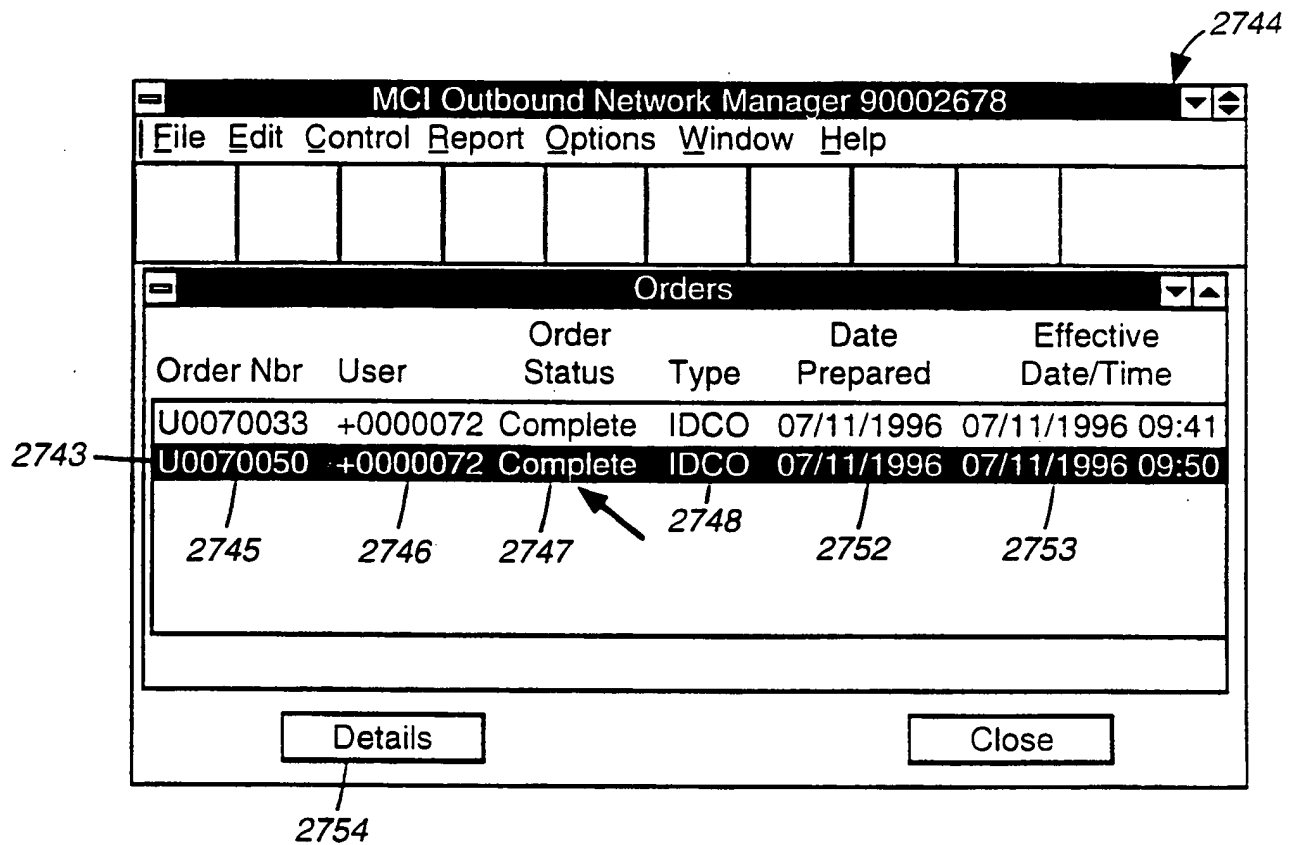 2744
MCI Outbound Network Manager 90002678
File Edit Control Report Options Window Help
Orders
Order Date Effective
Order Nbr User Status Type Prepared Date/Time
U0070033 +0000072 Complete IDCO 07/11/1996 07/11/1996 09:41
2743 U0070050 +0000072 Complete IDCO 07/11/1996 07/11/1996 09:50
2745 2746 2747 2748 2752 2753
Details Close
2754